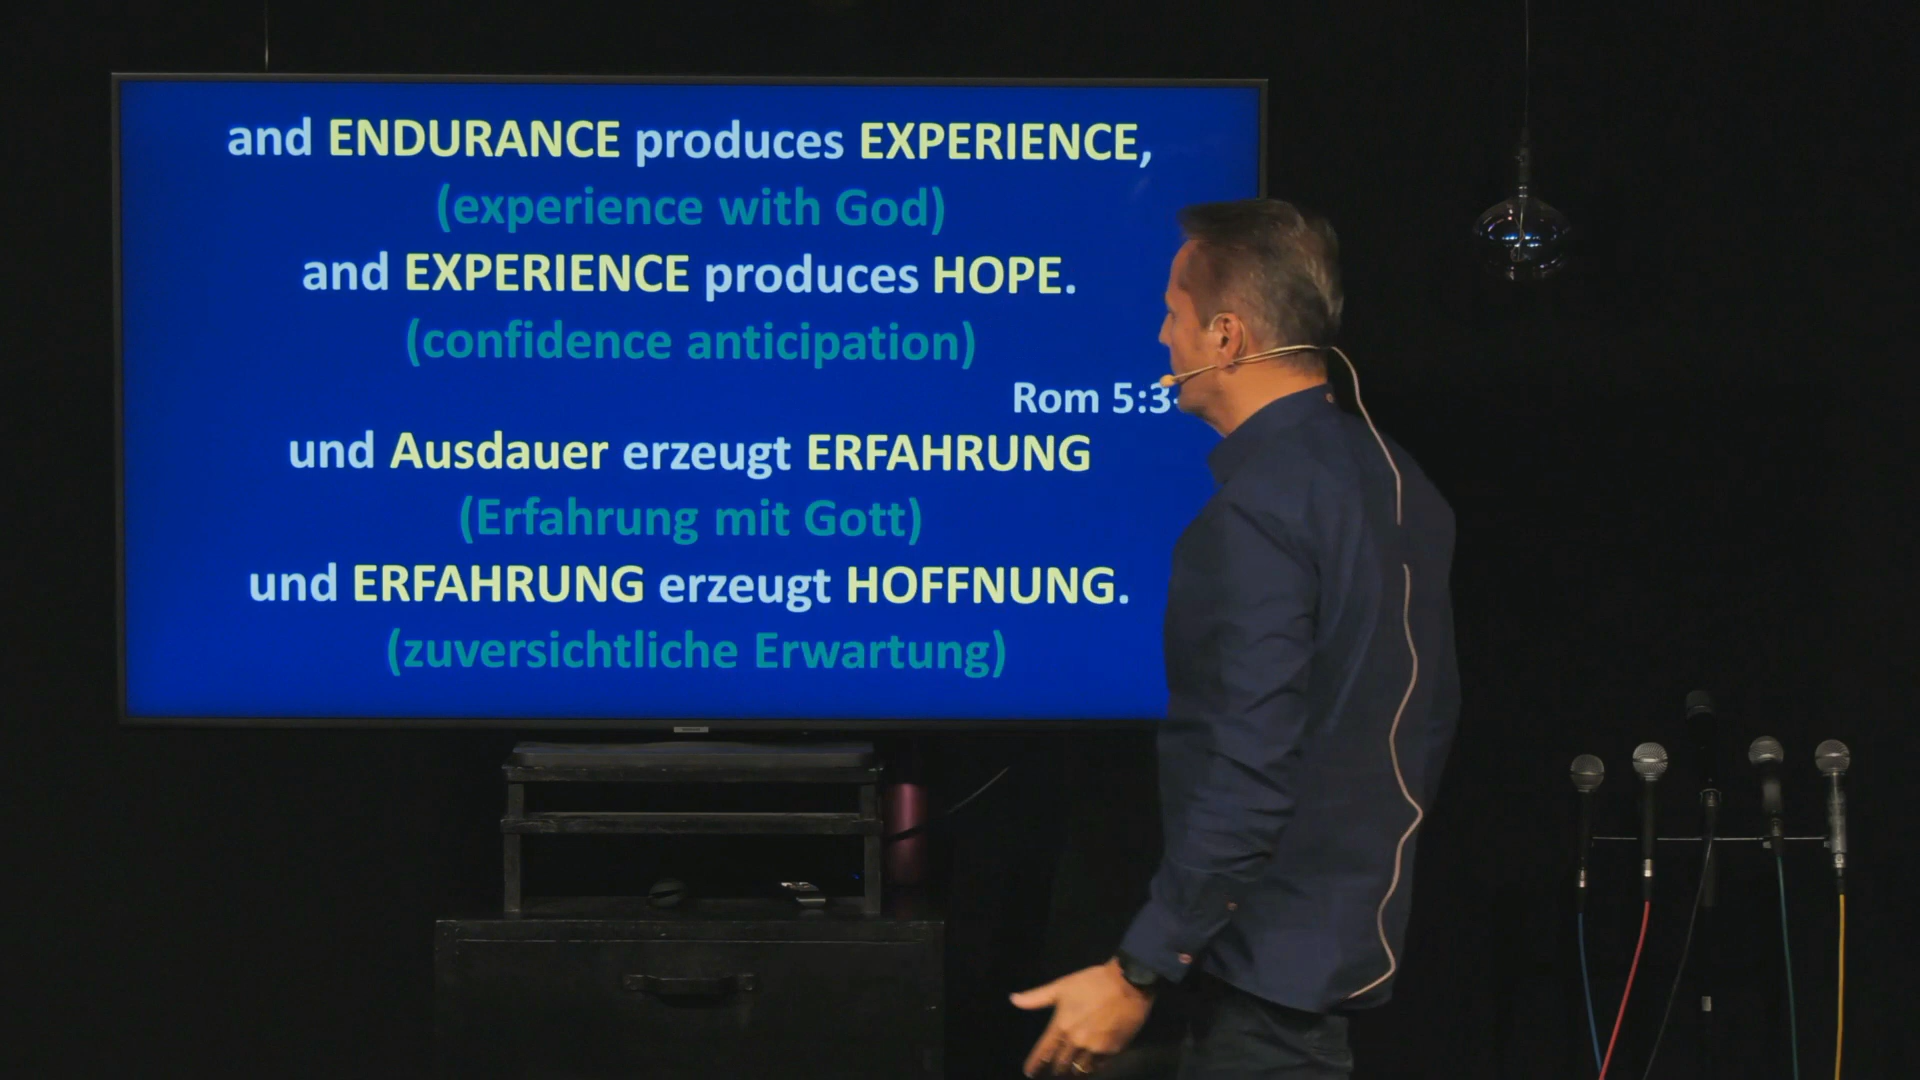 and ENDURANCE produces EXPERIENCE,
(experience with God)
and EXPERIENCE produces HOPE.
(confidence anticipation)
Rom 5:3-
und Ausdauer erzeugt ERFAHRUNG
(Erfahrung mit Gott)
und ERFAHRUNG erzeugt HOFFNUNG.
(zuversichtliche Erwartung)